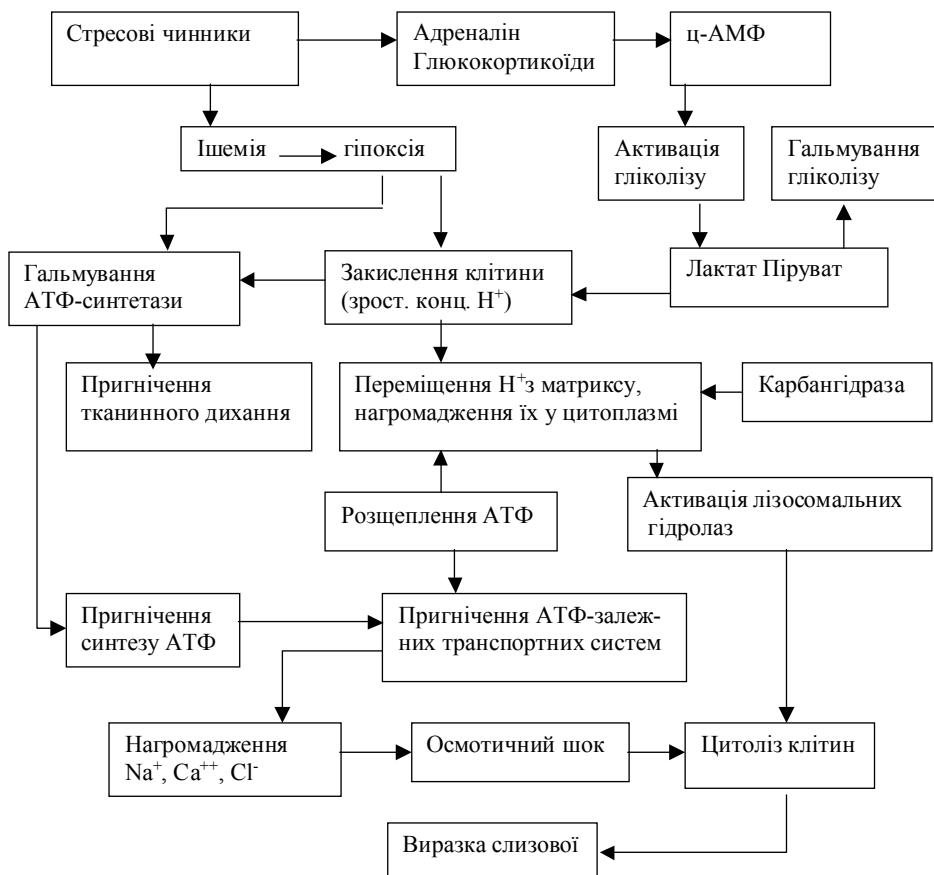 Стресові чинники
Адреналін
Глюкокортикоїди
ц-АМФ
Ішемія → гіпоксія
Активація
гліколізу
Гальмування
гліколізу
Гальмування
АТФ-синтетази
Закислення клітини
(зрост. конц. H⁺)
Лактат Піруват
Пригнічення
тканинного дихання
Переміщення H⁺з матриксу,
нагромадження їх у цитоплазмі
Карбангідраза
Розщеплення АТФ
Активація лізосомальних
гідролаз
Пригнічення
синтезу АТФ
Пригнічення АТФ-залеж-
них транспортних систем
Нагромадження
Na⁺, Ca⁺⁺, Cl⁻
Осмотичний шок
Цитоліз клітин
Виразка слизової